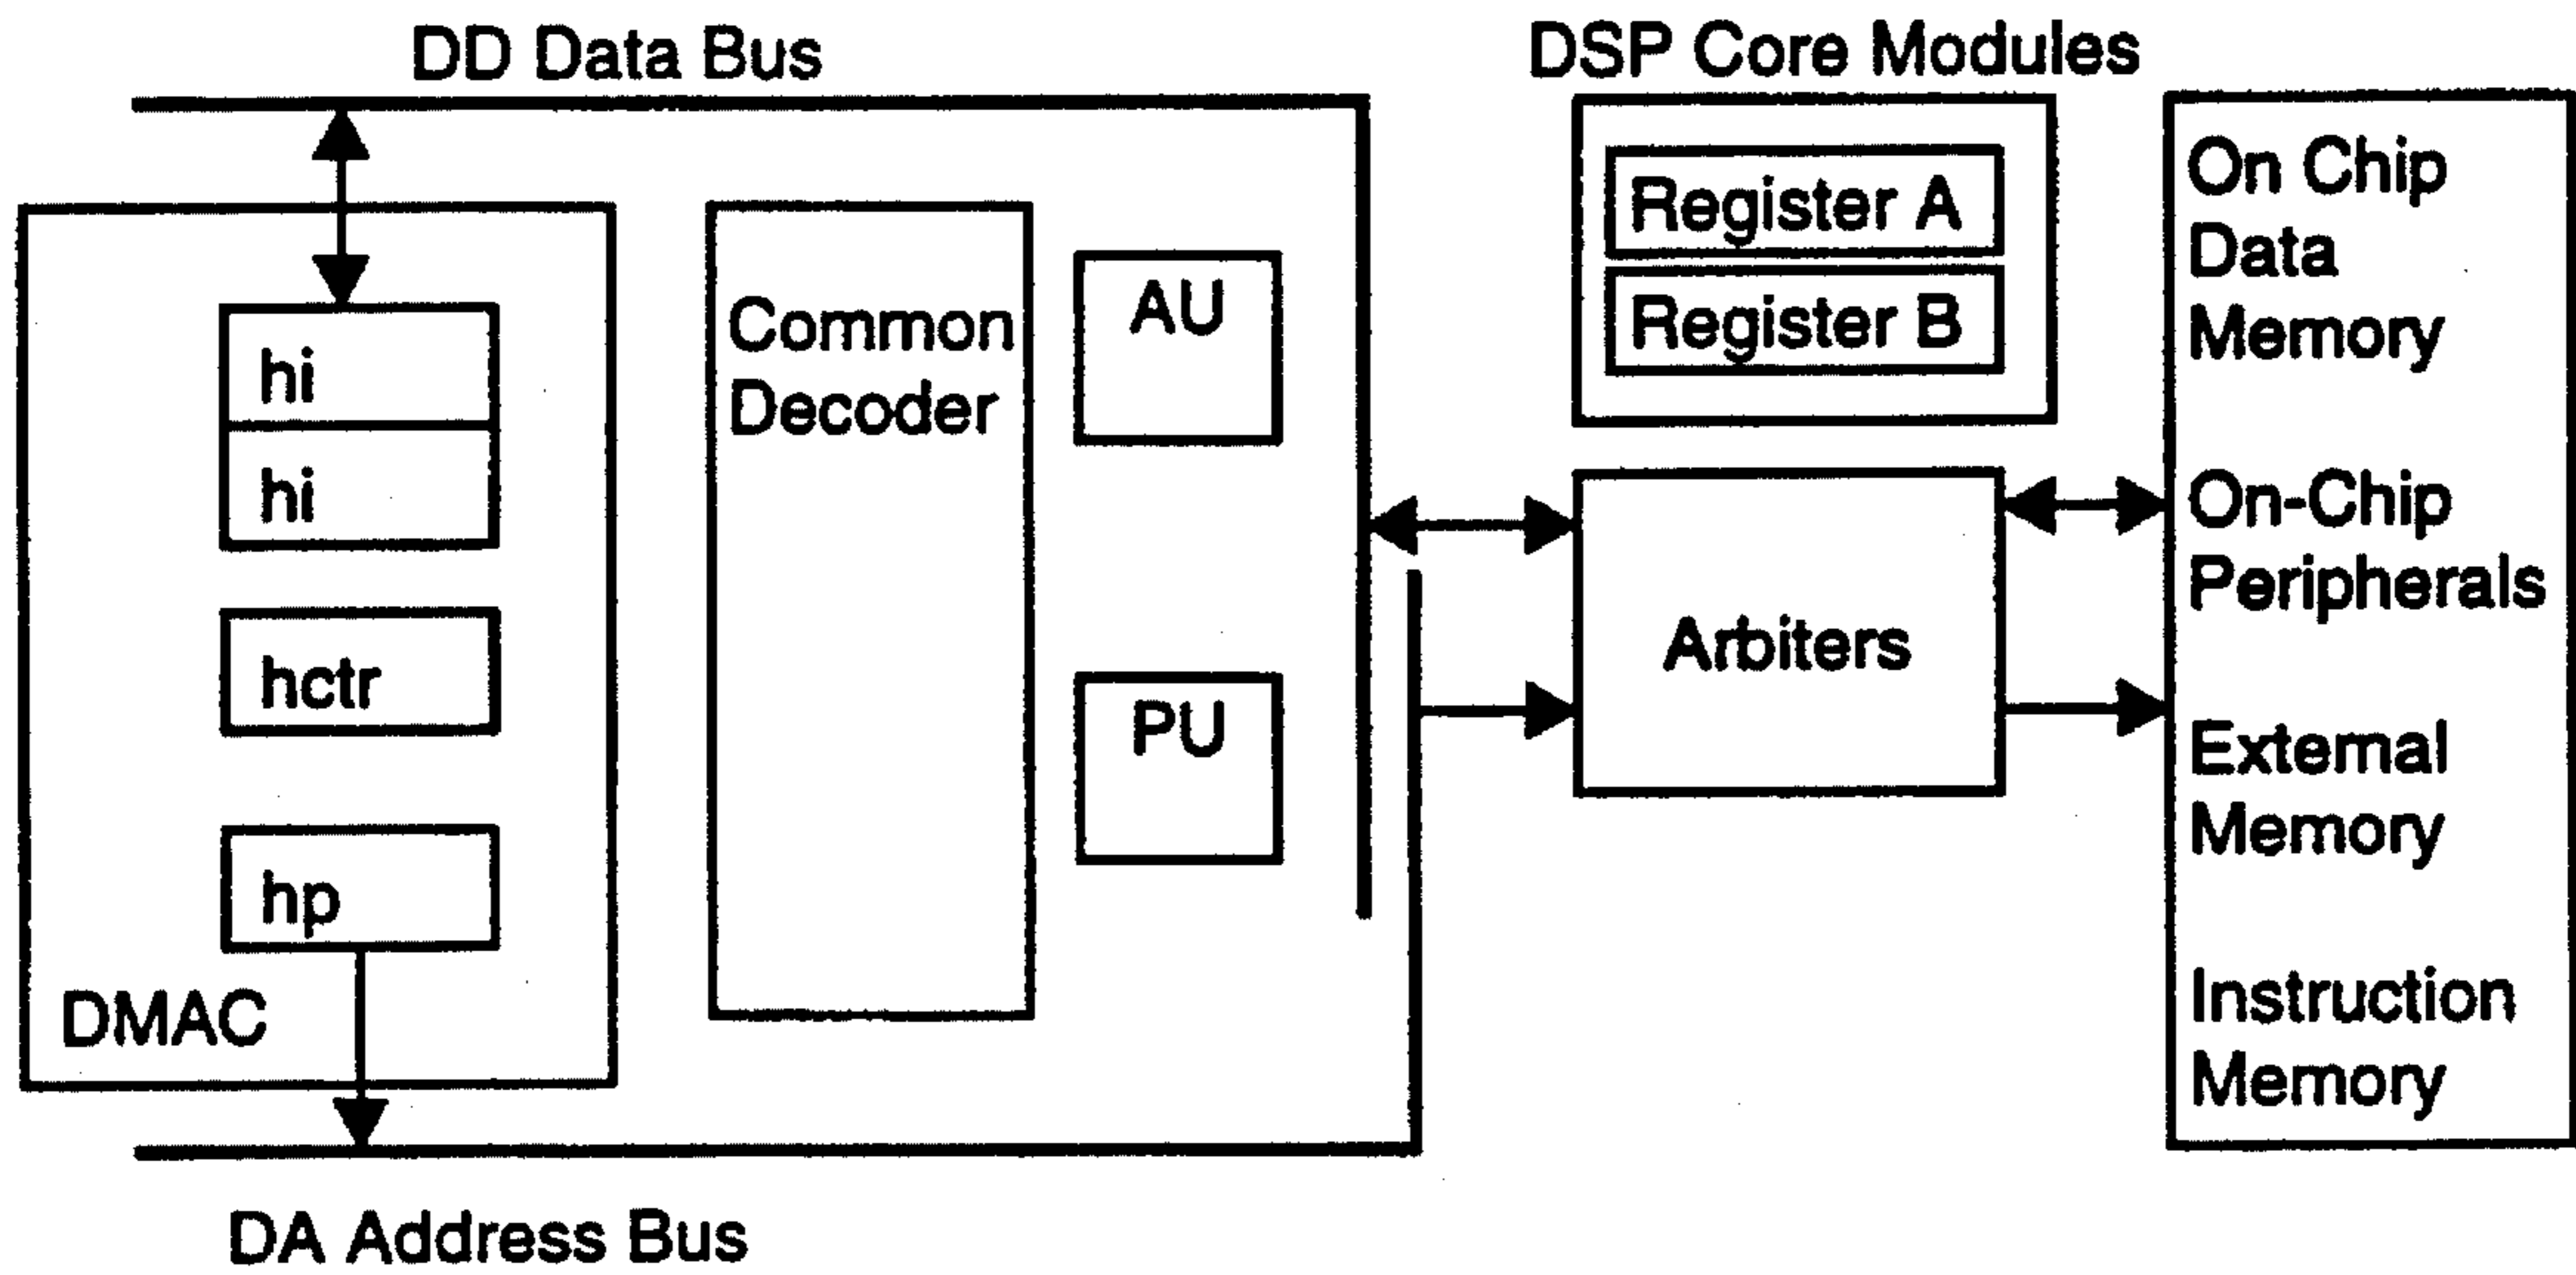 DD Data Bus
DSP Core Modules
hi
hi
hctr
hp
DMAC
Common
Decoder
AU
PU
Register A
Register B
Arbiters
On Chip
Data
Memory
On-Chip
Peripherals
External
Memory
Instruction
Memory
DA Address Bus